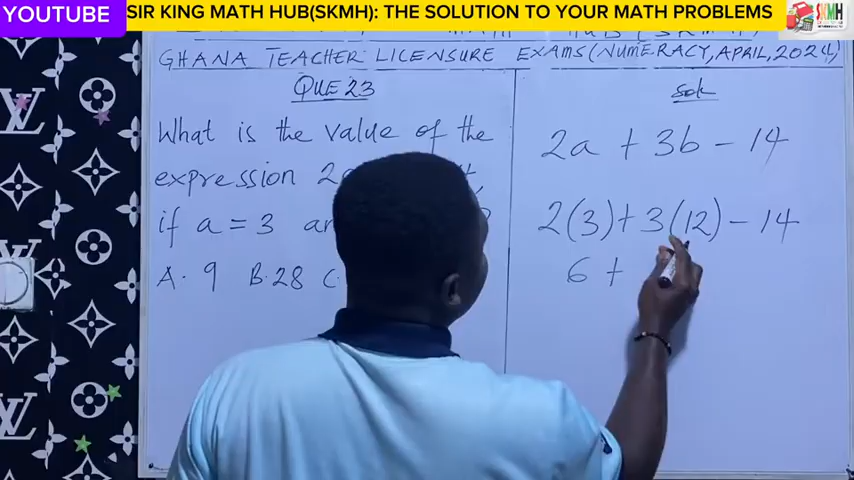 YOUTUBE
SIR KING MATH HUB(SKMH): THE SOLUTION TO YOUR MATH PROBLEMS
SKMH
GHANA TEACHER LICENSURE EXAMS(NUMERACY, APRIL, 2024)
QUE 23
What is the value of the
expression 2a
if a = 3
A. 9 B. 28 C.
Sol
2a + 3b - 14
2(3) + 3(12) - 14
6 +